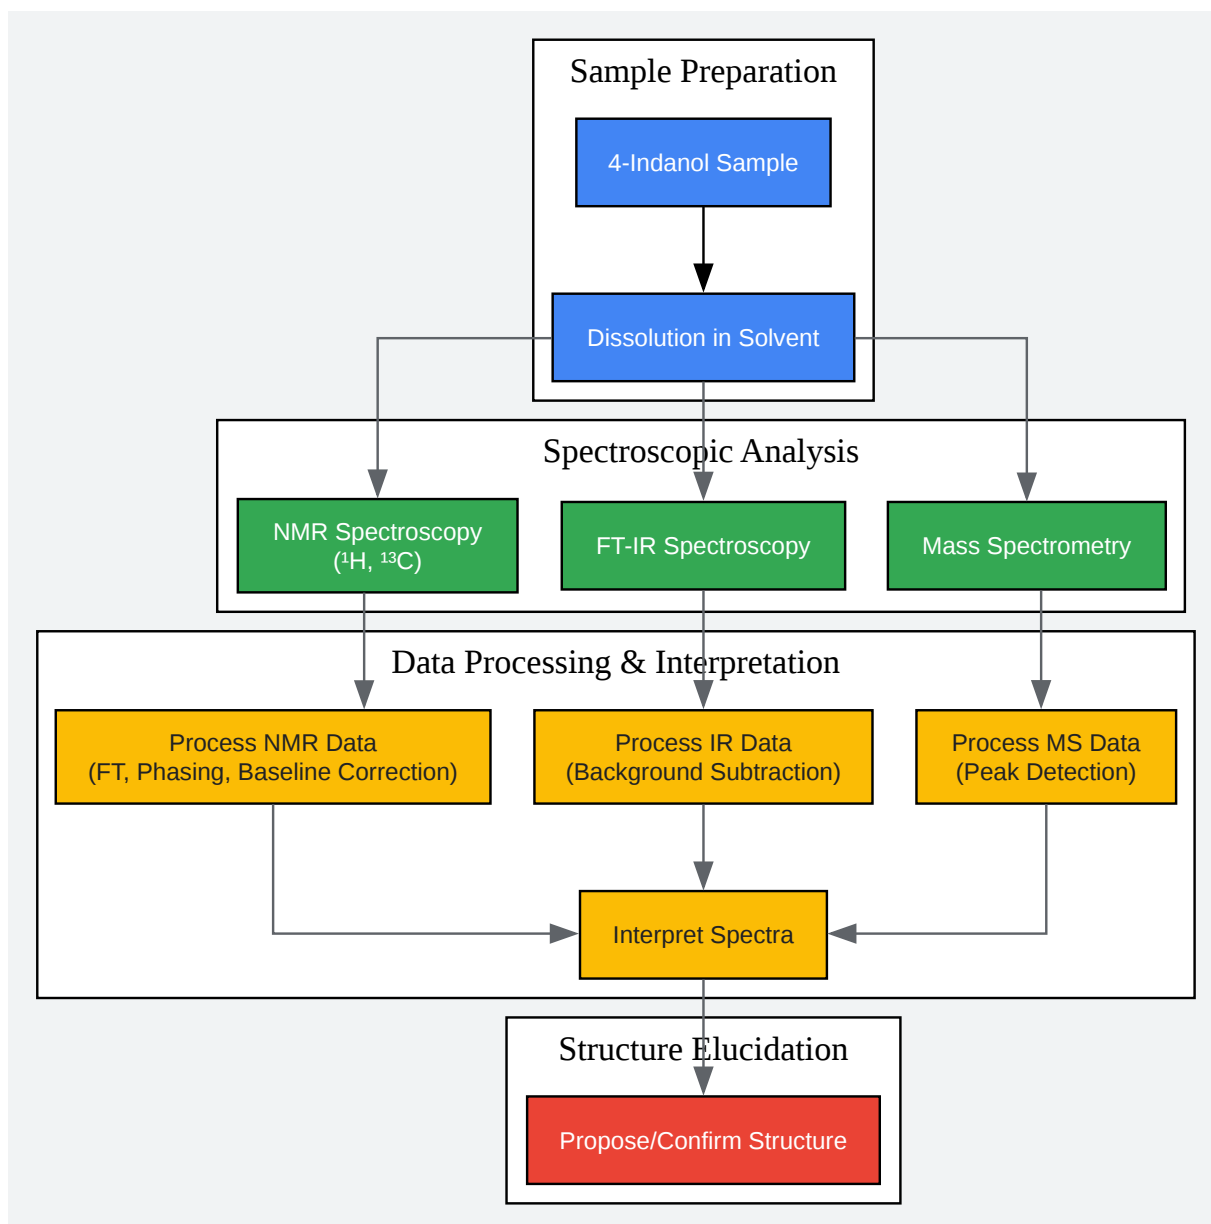 Sample Preparation
4-Indanol Sample
Dissolution in Solvent
Spectroscopic Analysis
NMR Spectroscopy
(¹H, ¹³C)
FT-IR Spectroscopy
Mass Spectrometry
Data Processing & Interpretation
Process NMR Data
(FT, Phasing, Baseline Correction)
Process IR Data
(Background Subtraction)
Process MS Data
(Peak Detection)
Interpret Spectra
Structure Elucidation
Propose/Confirm Structure